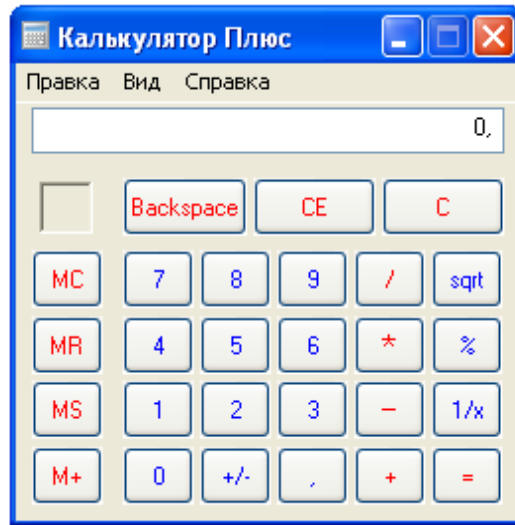 Калькулятор Плюс
Правка Вид Справка
0,
Backspace CE C
MC 7 8 9 / sqrt
MR 4 5 6 * %
MS 1 2 3 − 1/x
M+ 0 +/- , + =